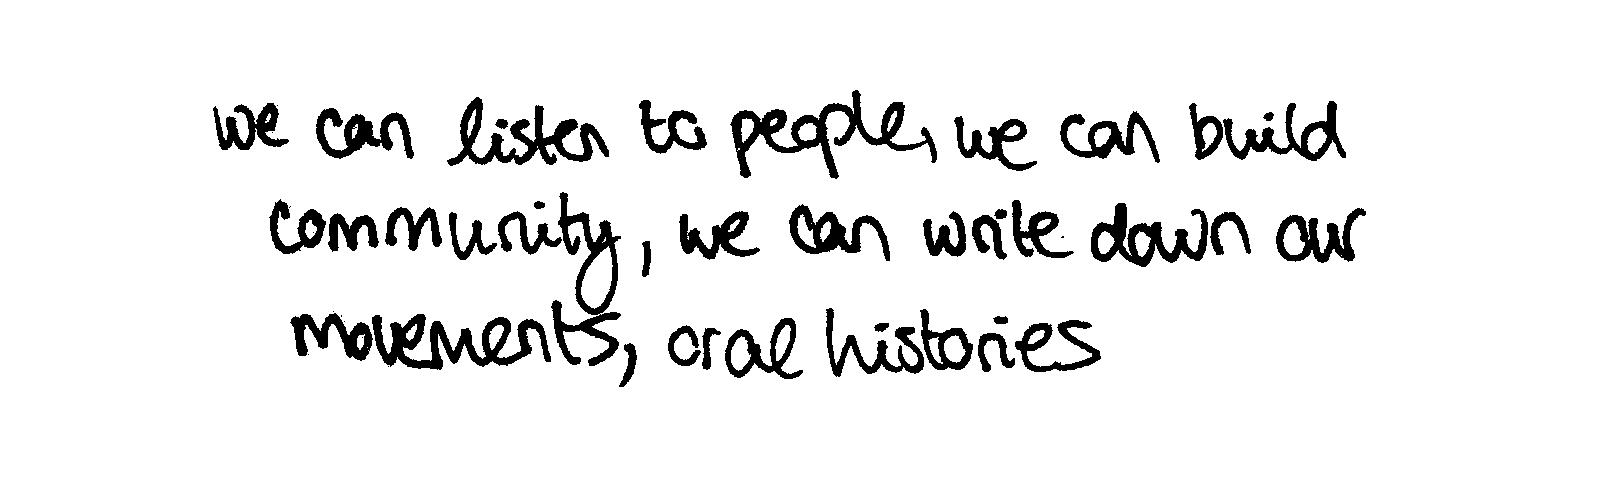 we can listen to people, we can build
community, we can write down our
movements, oral histories